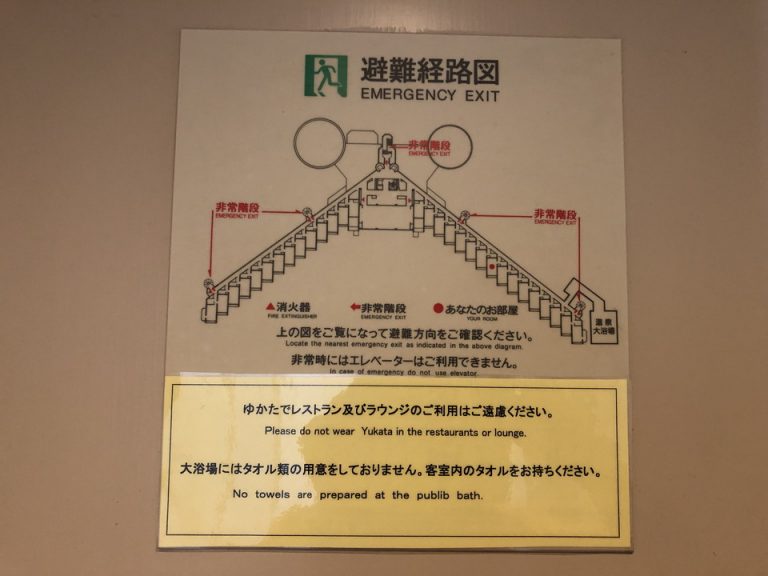 避難経路図
EMERGENCY EXIT
非常階段
EMERGENCY EXIT
非常階段
EMERGENCY EXIT
非常階段
EMERGENCY EXIT
温泉
大浴場
▲消火器
FIRE EXTINGUISHER
非常階段
EMERGENCY EXIT
●あなたのお部屋
YOUR ROOM
上の図をご覧になって避難方向をご確認ください。
Locate the nearest emergency exit as indicated in the above diagram.
非常時にはエレベーターはご利用できません。
In case of emergency do not use elevator.
ゆかたでレストラン及びラウンジのご利用はご遠慮ください。
Please do not wear Yukata in the restaurants or lounge.
大浴場にはタオル類の用意をしておりません。客室内のタオルをお持ちください。
No towels are prepared at the publib bath.